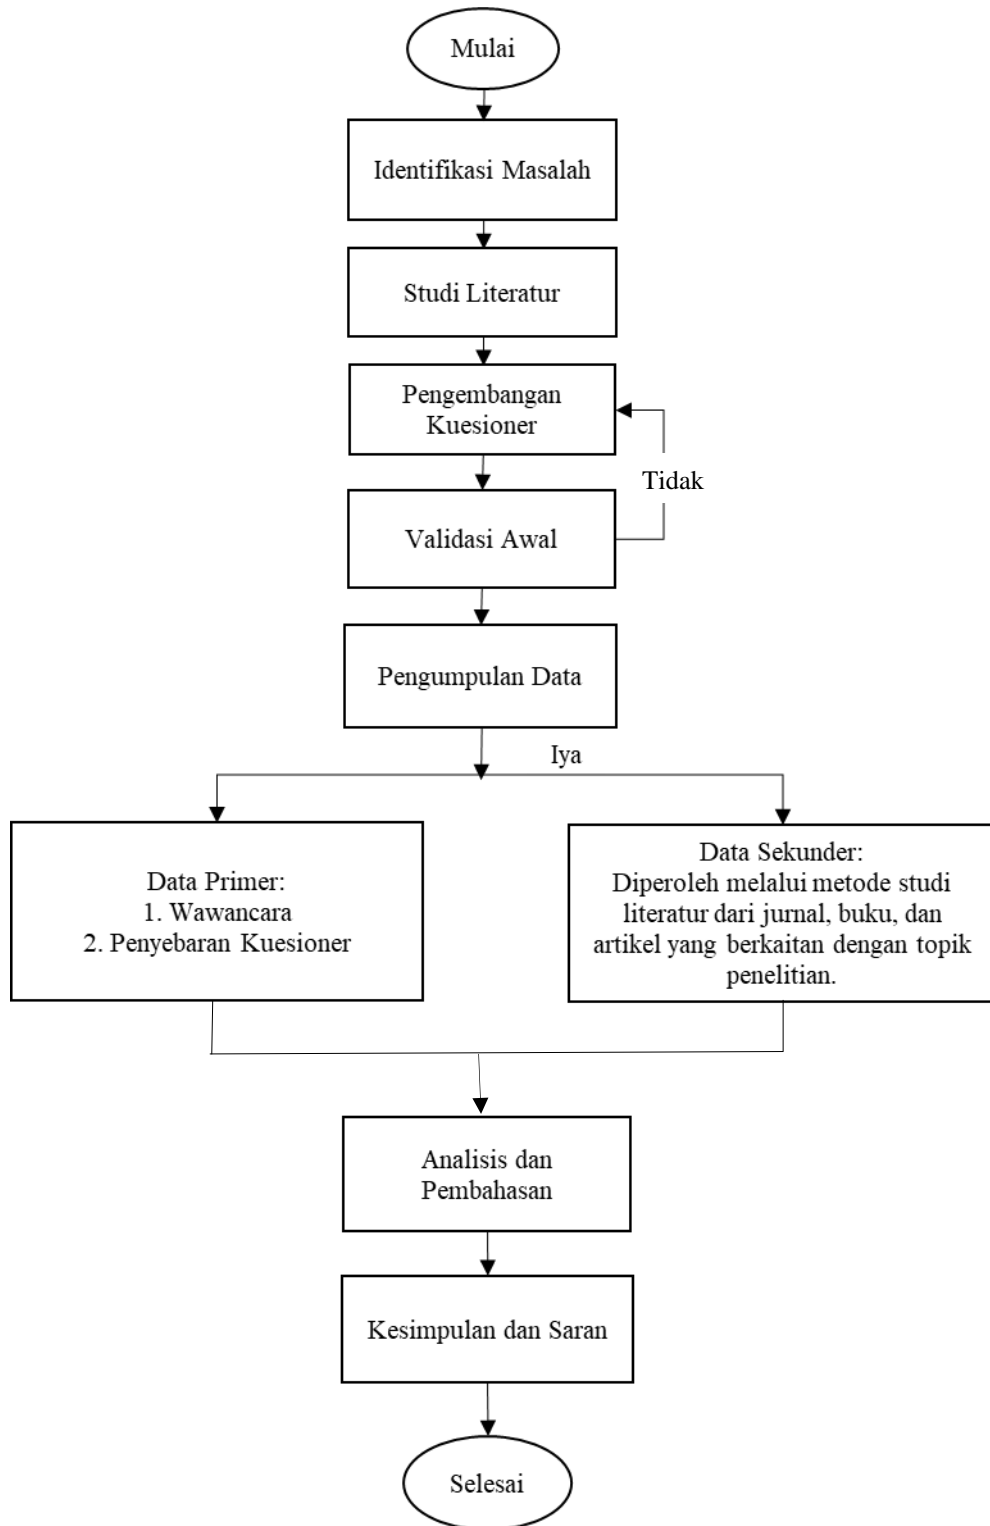 Mulai
Identifikasi Masalah
Studi Literatur
Pengembangan
Kuesioner
Tidak
Validasi Awal
Pengumpulan Data
Iya
Data Primer:
1. Wawancara
2. Penyebaran Kuesioner
Data Sekunder:
Diperoleh melalui metode studi
literatur dari jurnal, buku, dan
artikel yang berkaitan dengan topik
penelitian.
Analisis dan
Pembahasan
Kesimpulan dan Saran
Selesai